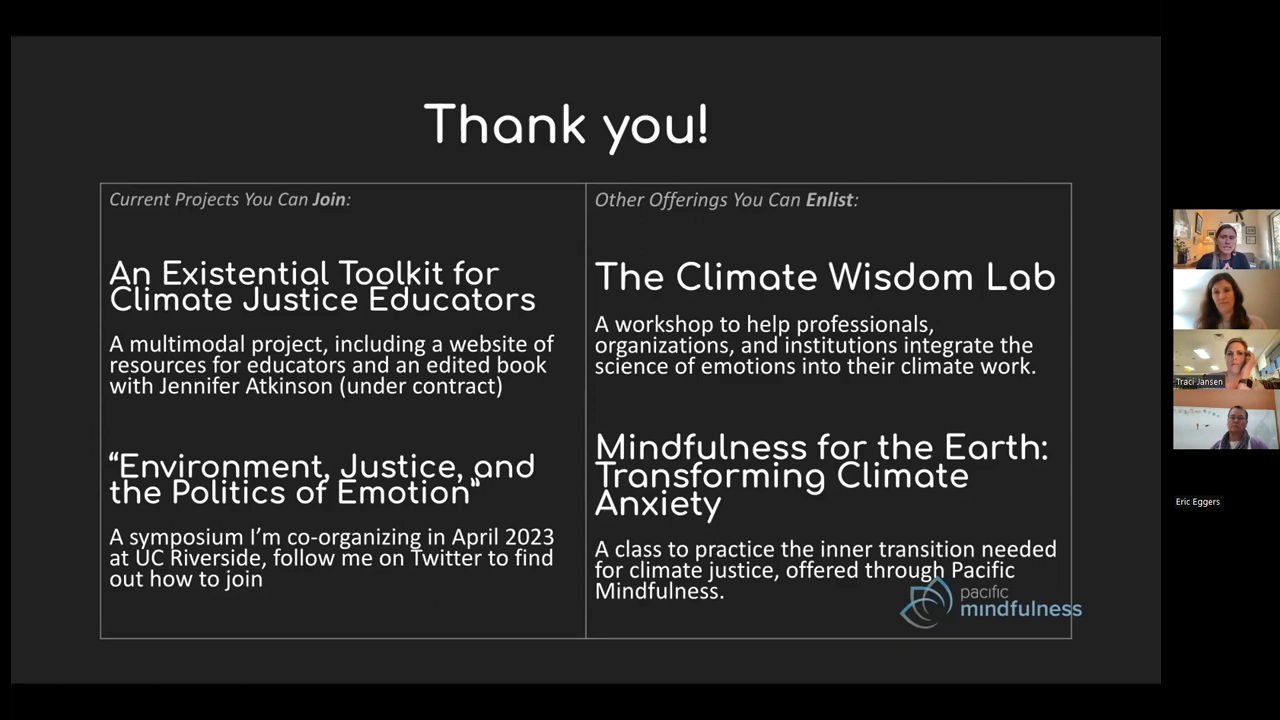 Thank you!
Current Projects You Can Join:
An Existential Toolkit for
Climate Justice Educators
A multimodal project, including a website of
resources for educators and an edited book
with Jennifer Atkinson (under contract)
“Environment, Justice, and
the Politics of Emotion”
A symposium I’m co-organizing in April 2023
at UC Riverside, follow me on Twitter to find
out how to join
Other Offerings You Can Enlist:
The Climate Wisdom Lab
A workshop to help professionals,
organizations, and institutions integrate the
science of emotions into their climate work.
Mindfulness for the Earth:
Transforming Climate
Anxiety
A class to practice the inner transition needed
for climate justice, offered through Pacific
Mindfulness.
pacific
mindfulness
Traci Jansen
Eric Eggers